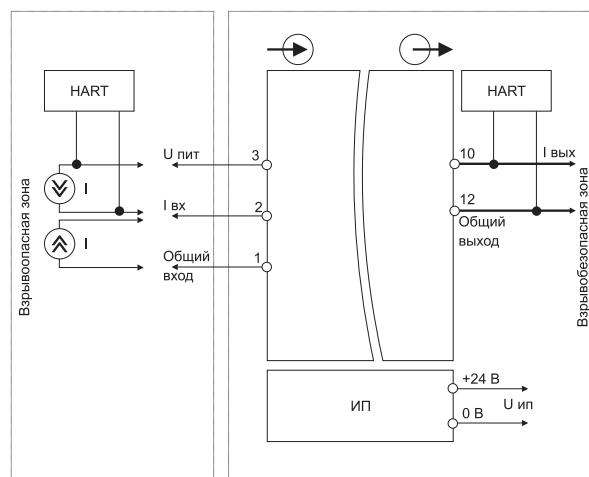 HART
HART
U пит
3
10
I вых
I
I вх
2
12
Общий
выход
I
Общий
вход
1
Взрывоопасная зона
Взрывобезопасная зона
+24 В
ИП
U ип
0 В